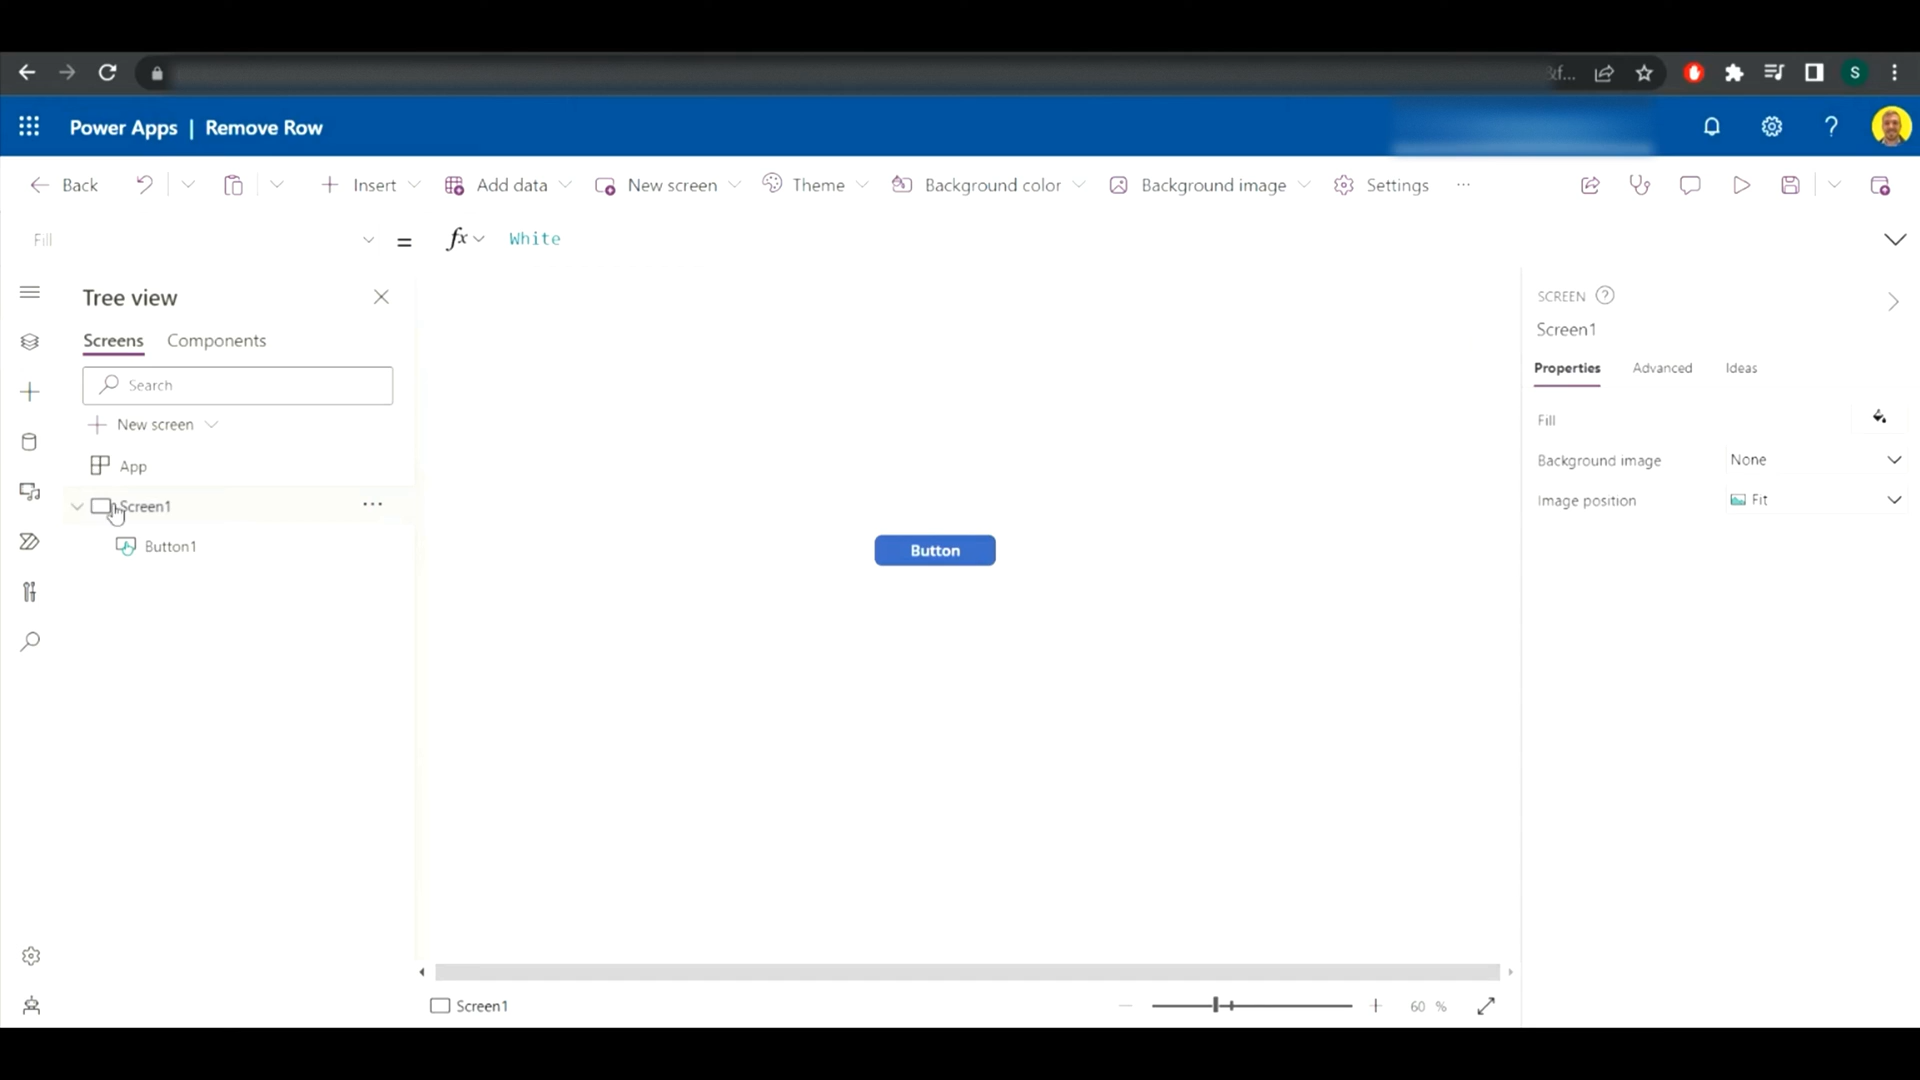 &f...
S
Power Apps | Remove Row
Back
Insert
Add data
New screen
Theme
Background color
Background image
Settings
Fill
=
fx
White
Tree view
Screens
Components
Search
New screen
App
Screen1
Button1
Button
SCREEN
Screen1
Properties
Advanced
Ideas
Fill
Background image
None
Image position
Fit
Screen1
60 %